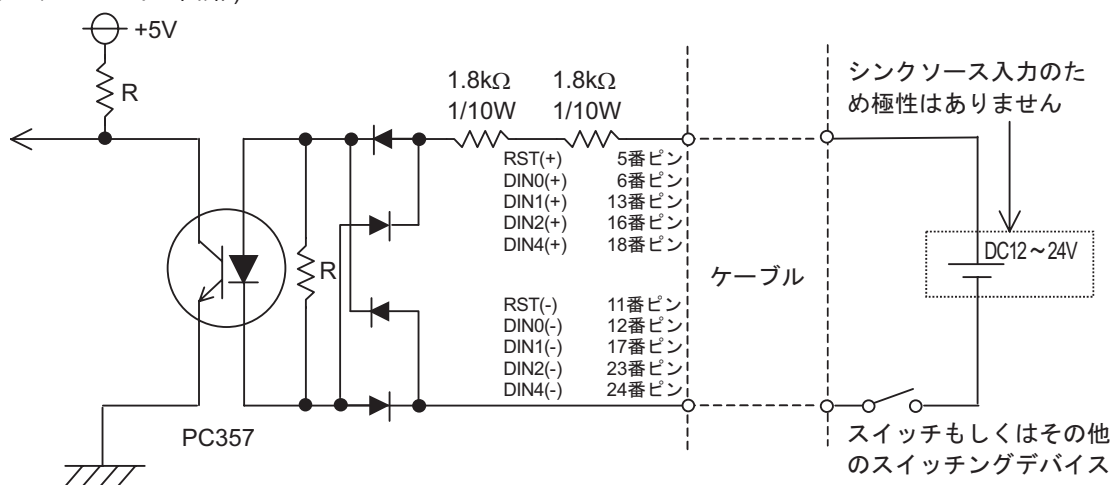 +5V
R
1.8kΩ 1.8kΩ
1/10W 1/10W
シンクソース入力のた
め極性はありません
RST(+) 5番ピン
DIN0(+) 6番ピン
DIN1(+) 13番ピン
DIN2(+) 16番ピン
DIN4(+) 18番ピン
R
ケーブル
DC12～24V
RST(-) 11番ピン
DIN0(-) 12番ピン
DIN1(-) 17番ピン
DIN2(-) 23番ピン
DIN4(-) 24番ピン
PC357
スイッチもしくはその他
のスイッチングデバイス